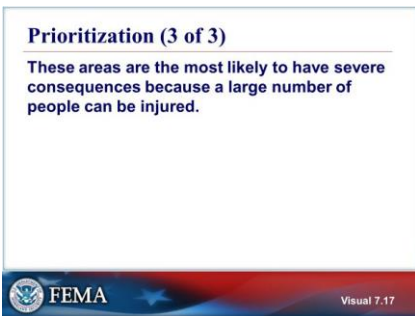 Prioritization (3 of 3)
These areas are the most likely to have severe
consequences because a large number of
people can be injured.
FEMA
Visual 7.17